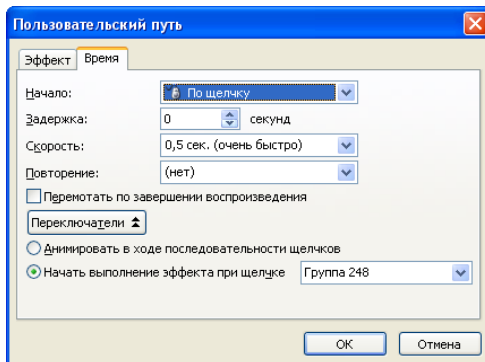 Пользовательский путь
Эффект Время
Начало: По щелчку
Задержка: 0 секунд
Скорость: 0,5 сек. (очень быстро)
Повторение: (нет)
Перемотать по завершении воспроизведения
Переключатели
Анимировать в ходе последовательности щелчков
Начать выполнение эффекта при щелчке Группа 248
ОК Отмена